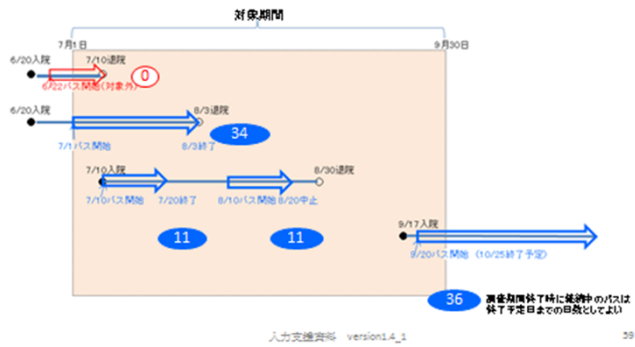 対象期間
7月1日
9月30日
6/20入院
7/10退院
0
6/22パス開始(対象外)
6/20入院
8/3退院
34
7/1パス開始
8/3終了
7/10入院
8/30退院
7/10パス開始
7/20終了
8/10パス開始
8/20中止
11
11
9/17入院
9/20パス開始 (10/25終了予定)
36
調査期間終了時に継続中のパスは
終了予定日までの日数としてよい
入力支援資料 version1.4_1
59